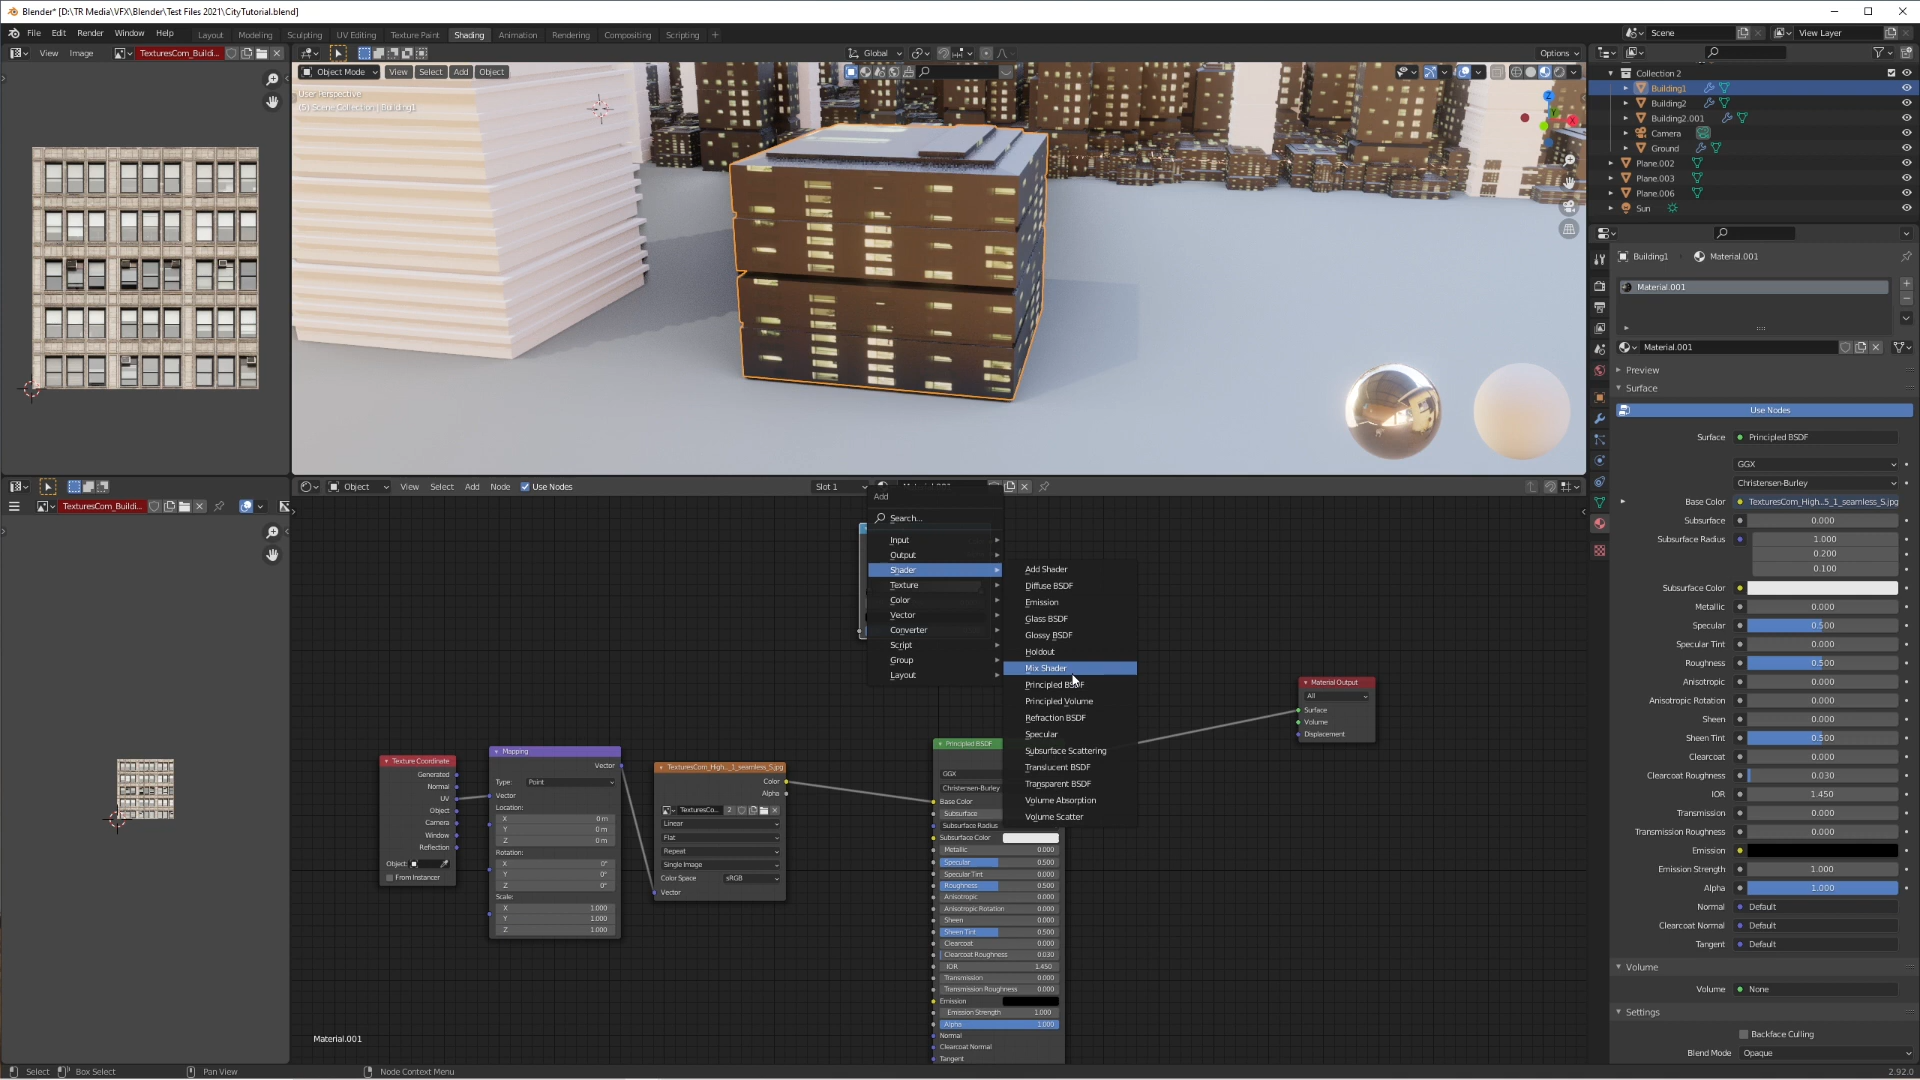 Blender* [D:\TR Media\VFX\Blender\Test Files 2021\CityTutorial.blend]
File Edit Render Window Help Layout Modeling Sculpting UV Editing Texture Paint Shading Animation Rendering Compositing Scripting + Scene View Layer
View Image TexturesCom_Buildi... Global Options
Object Mode View Select Add Object
User Perspective
(5) Scene Collection | Building1
Collection 2
Building1
Building2
Building2.001
Camera
Ground
Plane.002
Plane.003
Plane.006
Sun
Building1 Material.001
Material.001
Material.001
Preview
Surface
Use Nodes
Surface Principled BSDF
GGX
Christensen-Burley
Base Color TexturesCom_High...5_1_seamless_S.jpg
Subsurface 0.000
Subsurface Radius 1.000
0.200
0.100
Subsurface Color
Metallic 0.000
Specular 0.500
Specular Tint 0.000
Roughness 0.500
Anisotropic 0.000
Anisotropic Rotation 0.000
Sheen 0.000
Sheen Tint 0.500
Clearcoat 0.000
Clearcoat Roughness 0.030
IOR 1.450
Transmission 0.000
Transmission Roughness 0.000
Emission
Emission Strength 1.000
Alpha 1.000
Normal Default
Clearcoat Normal Default
Tangent Default
Volume
Volume None
Settings
Backface Culling
Blend Mode Opaque
TexturesCom_Buildi...
Object View Select Add Node Use Nodes Slot 1
Add
Search...
Input
Output
Shader
Texture
Color
Vector
Converter
Script
Group
Layout
Add Shader
Diffuse BSDF
Emission
Glass BSDF
Glossy BSDF
Holdout
Mix Shader
Principled BSDF
Principled Volume
Refraction BSDF
Specular
Subsurface Scattering
Translucent BSDF
Transparent BSDF
Volume Absorption
Volume Scatter
Material Output
All
Surface
Volume
Displacement
Texture Coordinate
Generated
Normal
UV
Object
Camera
Window
Reflection
Object:
From Instancer
Mapping
Vector
Type: Point
Vector
Location:
X 0 m
Y 0 m
Z 0 m
Rotation:
X 0°
Y 0°
Z 0°
Scale:
X 1.000
Y 1.000
Z 1.000
TexturesCom_High..._1_seamless_S.jpg
Color
Alpha
TexturesCo... 2
Linear
Flat
Repeat
Single Image
Color Space sRGB
Vector
Principled BSDF
GGX
Christensen-Burley
Base Color
Subsurface
Subsurface Radius
Subsurface Color
Metallic 0.000
Specular 0.500
Specular Tint 0.000
Roughness 0.500
Anisotropic 0.000
Anisotropic Rotation 0.000
Sheen 0.000
Sheen Tint 0.500
Clearcoat 0.000
Clearcoat Roughness 0.030
IOR 1.450
Transmission 0.000
Transmission Roughness 0.000
Emission
Emission Strength 1.000
Alpha 1.000
Normal
Clearcoat Normal
Tangent
Material.001
Select Box Select Pan View Node Context Menu 2.92.0